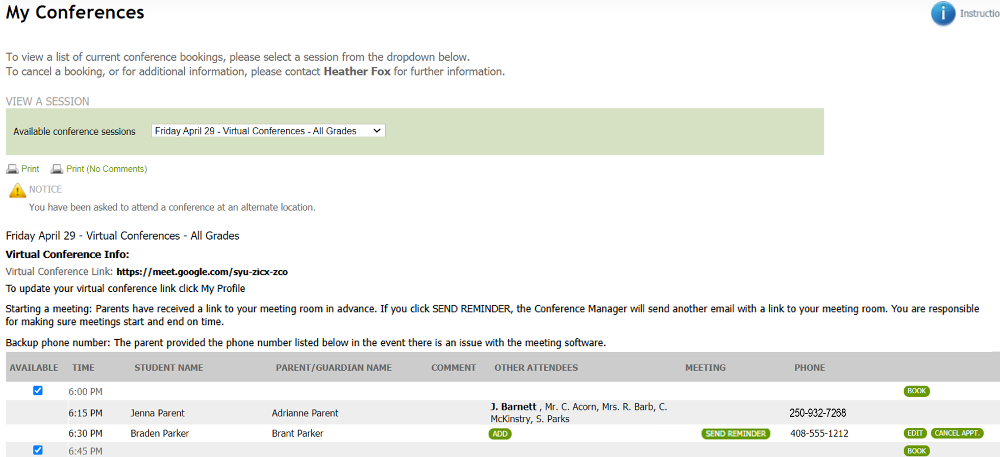 My Conferences
Instructio
To view a list of current conference bookings, please select a session from the dropdown below.
To cancel a booking, or for additional information, please contact Heather Fox for further information.
VIEW A SESSION
Available conference sessions Friday April 29 - Virtual Conferences - All Grades
Print Print (No Comments)
NOTICE
You have been asked to attend a conference at an alternate location.
Friday April 29 - Virtual Conferences - All Grades
Virtual Conference Info:
Virtual Conference Link: https://meet.google.com/syu-zicx-zco
To update your virtual conference link click My Profile
Starting a meeting: Parents have received a link to your meeting room in advance. If you click SEND REMINDER, the Conference Manager will send another email with a link to your meeting room. You are responsible
for making sure meetings start and end on time.
Backup phone number: The parent provided the phone number listed below in the event there is an issue with the meeting software.
AVAILABLE TIME STUDENT NAME PARENT/GUARDIAN NAME COMMENT OTHER ATTENDEES MEETING PHONE
6:00 PM BOOK
6:15 PM Jenna Parent Adrianne Parent J. Barnett , Mr. C. Acorn, Mrs. R. Barb, C.
McKinstry, S. Parks 250-932-7268
6:30 PM Braden Parker Brant Parker ADD SEND REMINDER 408-555-1212 EDIT CANCEL APPT.
6:45 PM BOOK